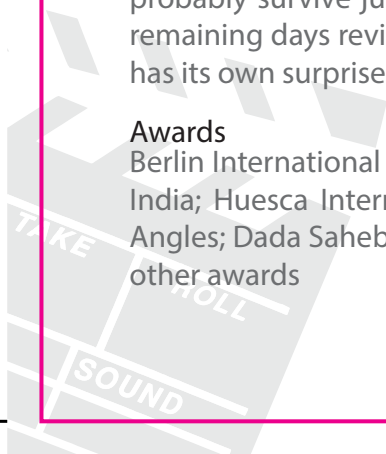 probably survive ju
remaining days revi
has its own surprise
Awards
Berlin International
India; Huesca Intern
Angles; Dada Saheb
other awards
TAKE
ROLL
SOUND